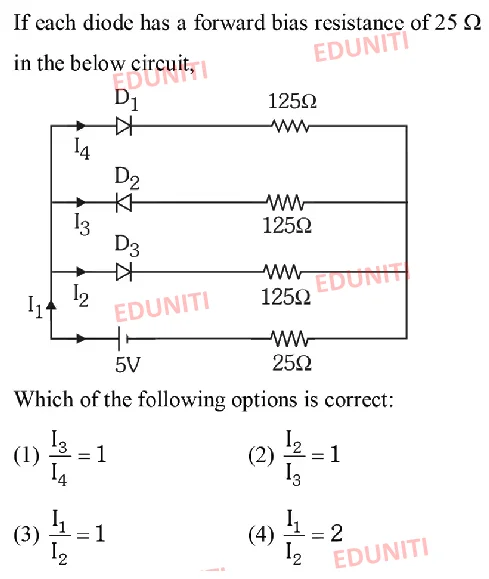 If each diode has a forward bias resistance of 25 Ω
EDUNITI
in the below circuit,
EDUNITI
D₁
125Ω
I₄
D₂
I₃
125Ω
D₃
EDUNITI
I₂
125Ω
I₁
EDUNITI
5V
25Ω
Which of the following options is correct:
(1) I₃/I₄ = 1 (2) I₂/I₃ = 1
(3) I₁/I₂ = 1 (4) I₁/I₂ = 2
EDUNITI